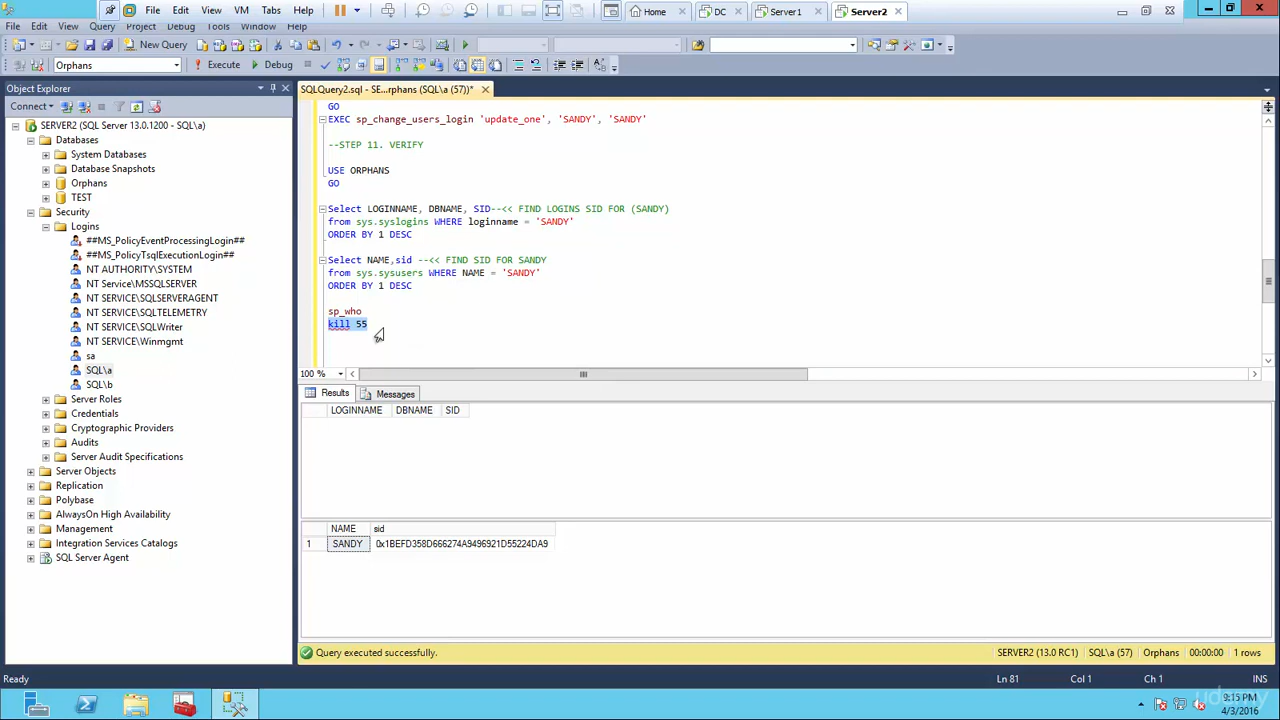 File Edit View VM Tabs Help Home DC Server1 Server2
File Edit View Query Project Debug Tools Window Help
New Query
Orphans Execute Debug
Object Explorer
Connect
SERVER2 (SQL Server 13.0.1200 - SQL\a)
Databases
System Databases
Database Snapshots
Orphans
TEST
Security
Logins
##MS_PolicyEventProcessingLogin##
##MS_PolicyTsqlExecutionLogin##
NT AUTHORITY\SYSTEM
NT Service\MSSQLSERVER
NT SERVICE\SQLSERVERAGENT
NT SERVICE\SQLTELEMETRY
NT SERVICE\SQLWriter
NT SERVICE\Winmgmt
sa
SQL\a
SQL\b
Server Roles
Credentials
Cryptographic Providers
Audits
Server Audit Specifications
Server Objects
Replication
Polybase
AlwaysOn High Availability
Management
Integration Services Catalogs
SQL Server Agent
SQLQuery2.sql - SE...rphans (SQL\a (57))*
GO
EXEC sp_change_users_login 'update_one', 'SANDY', 'SANDY'
--STEP 11. VERIFY
USE ORPHANS
GO
Select LOGINNAME, DBNAME, SID--<< FIND LOGINS SID FOR (SANDY)
from sys.syslogins WHERE loginname = 'SANDY'
ORDER BY 1 DESC
Select NAME,sid --<< FIND SID FOR SANDY
from sys.sysusers WHERE NAME = 'SANDY'
ORDER BY 1 DESC
sp_who
kill 55
100 %
Results Messages
LOGINNAME DBNAME SID
NAME sid
1 SANDY 0x1BEFD358D666274A9496921D55224DA9
Query executed successfully. SERVER2 (13.0 RC1) SQL\a (57) Orphans 00:00:00 1 rows
Ready Ln 81 Col 1 Ch 1 INS
9:15 PM
4/3/2016
udemy